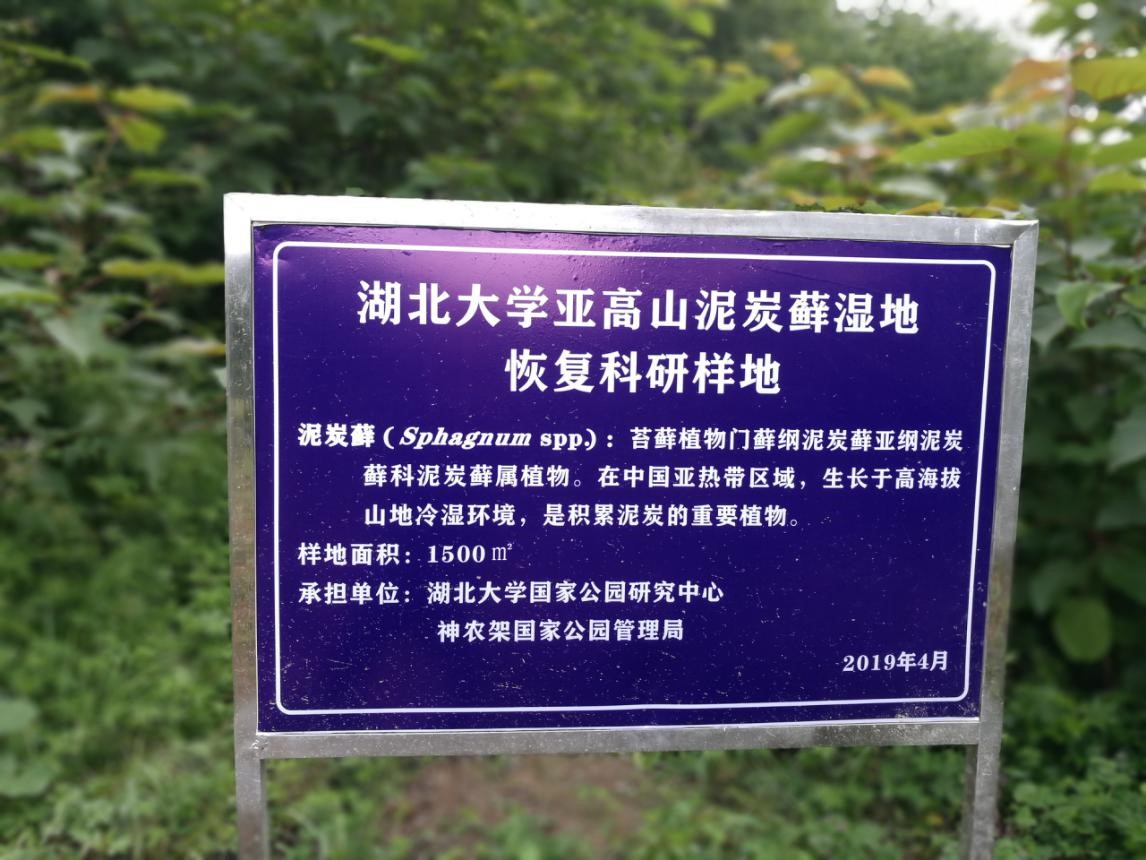 湖北大学亚高山泥炭藓湿地
恢复科研样地
泥炭藓（Sphagnum spp.）：苔藓植物门藓纲泥炭藓亚纲泥炭
藓科泥炭藓属植物。在中国亚热带区域，生长于高海拔
山地冷湿环境，是积累泥炭的重要植物。
样地面积：1500㎡
承担单位：湖北大学国家公园研究中心
神农架国家公园管理局
2019年4月